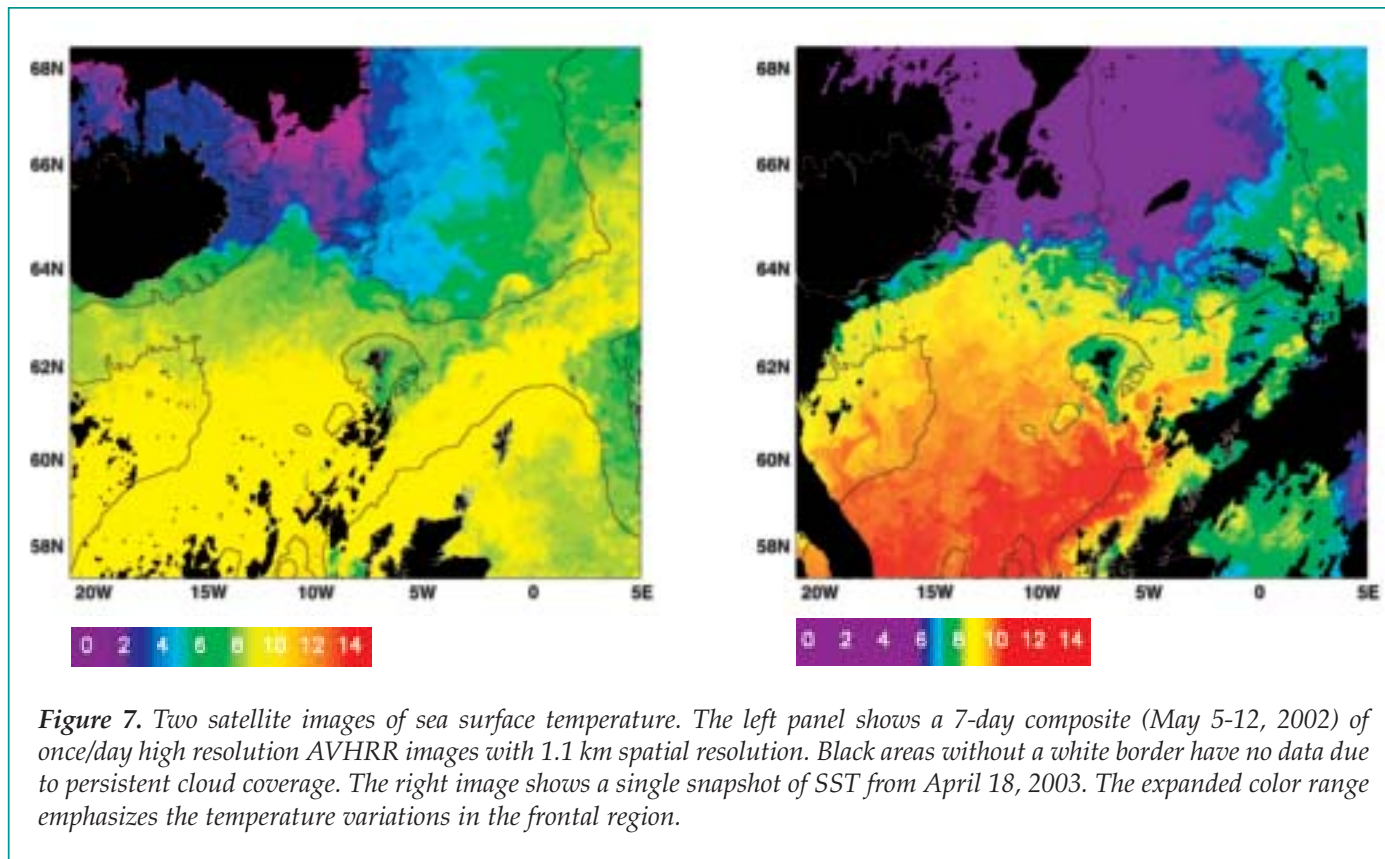 68N
66N
64N
62N
60N
58N
20W 15W 10W 5W 0 5E
0 2 4 6 8 10 12 14
68N
66N
64N
62N
60N
58N
20W 15W 10W 5W 0 5E
0 2 4 6 8 10 12 14
Figure 7. Two satellite images of sea surface temperature. The left panel shows a 7-day composite (May 5-12, 2002) of
once/day high resolution AVHRR images with 1.1 km spatial resolution. Black areas without a white border have no data due
to persistent cloud coverage. The right image shows a single snapshot of SST from April 18, 2003. The expanded color range
emphasizes the temperature variations in the frontal region.